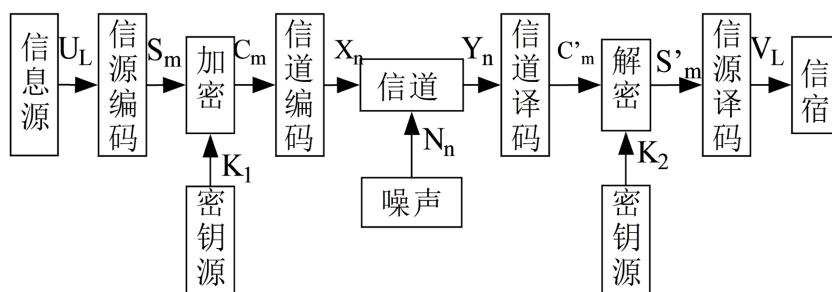 信息源
U_L
信源编码
S_m
加密
C_m
信道编码
X_n
信道
Y_n
信道译码
C'_m
解密
S'_m
信源译码
V_L
信宿
K_1
N_n
K_2
密钥源
噪声
密钥源